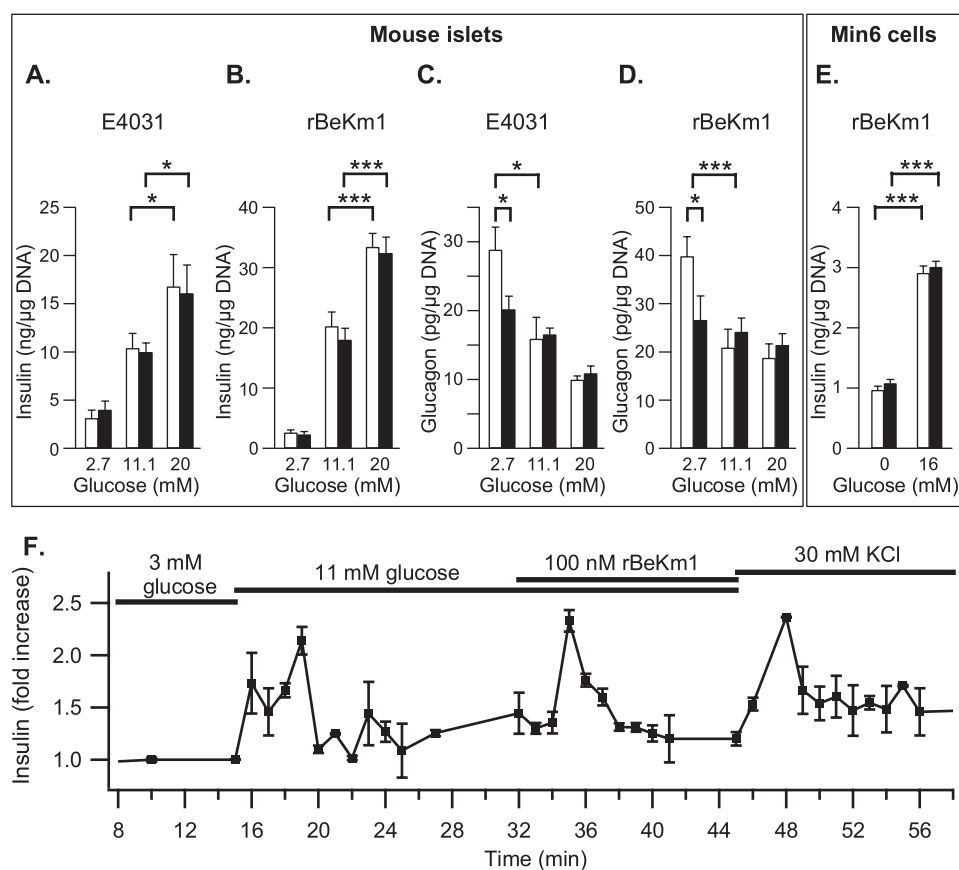 Mouse islets
Min6 cells
A.
B.
C.
D.
E.
E4031
rBeKm1
E4031
rBeKm1
rBeKm1
*
*
***
***
*
*
***
*
***
***
Insulin (ng/µg DNA)
25
20
15
10
5
0
2.7 11.1 20
Glucose (mM)
Insulin (ng/µg DNA)
40
30
20
10
0
2.7 11.1 20
Glucose (mM)
Glucagon (pg/µg DNA)
30
20
10
0
2.7 11.1 20
Glucose (mM)
Glucagon (pg/µg DNA)
50
40
30
20
10
0
2.7 11.1 20
Glucose (mM)
Insulin (ng/µg DNA)
4
3
2
1
0
0 16
Glucose (mM)
F.
3 mM
glucose
11 mM glucose
100 nM rBeKm1
30 mM KCl
Insulin (fold increase)
2.5
2.0
1.5
1.0
8 12 16 20 24 28 32 36 40 44 48 52 56
Time (min)